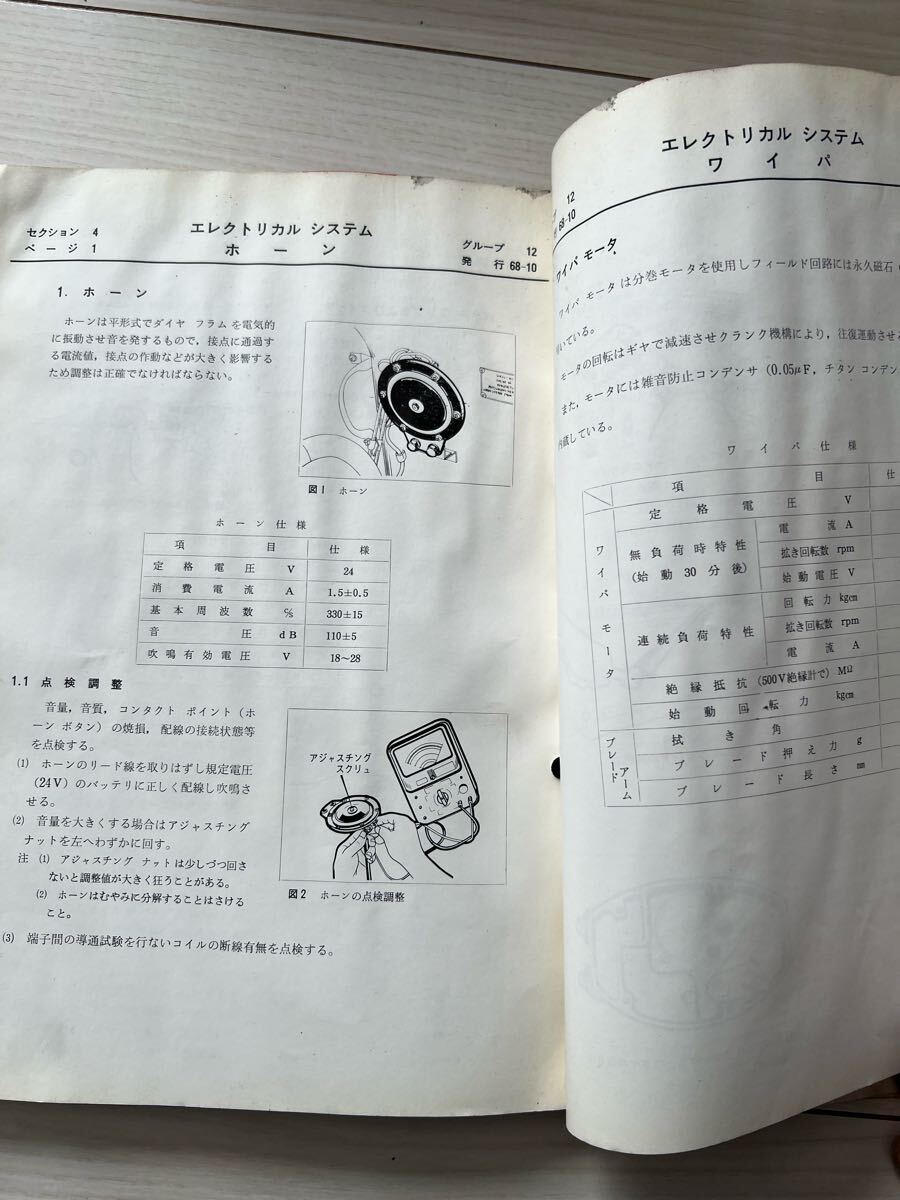 セクション 4
ページ 1
エレクトリカル システム
ホーン
グループ 12
発行 68-10
1. ホーン
ホーンは平形式でダイヤ フラムを電気的
に振動させ音を発するもので，接点に通過す
る電流値，接点の作動などが大きく影響する
ため調整は正確でなければならない。
図1 ホーン
ホーン仕様
項目 仕様
定格電圧 V 24
消費電流 A 1.5±0.5
基本周波数 c/s 330±15
音圧 dB 110±5
吹鳴有効電圧 V 18~28
1.1 点検調整
音量，音質，コンタクト ポイント（ホ
ーン ボタン）の焼損，配線の接続状態等
を点検する。
(1) ホーンのリード線を取りはずし規定電圧
（24V）のバッテリに正しく配線し吹鳴さ
せる。
(2) 音量を大きくする場合はアジャスチング
ナットを左へわずかに回す。
注 (1) アジャスチング ナットは少しづつ回さ
ないと調整値が大きく狂うことがある。
(2) ホーンはむやみに分解することはさける
こと。
(3) 端子間の導通試験を行ないコイルの断線有無を点検する。
アジャスチング
スクリュ
図2 ホーンの点検調整
エレクトリカル システム
ワイパ
プ 12
68-10
ワイパ モータ
ワイパ モータは分巻モータを使用しフィールド回路には永久磁石
いている。
モータの回転はギヤで減速させクランク機構により，往復運動させ
また，モータには雑音防止コンデンサ（0.05μF，チタン コンデン
内蔵している。
ワイパ仕様
項目 仕
ワイパ モータ
定格電圧 V
無負荷時特性
（始動30分後）
電流 A
拡き回転数 rpm
始動電圧 V
連続負荷特性
回転力 kgcm
拡き回転数 rpm
電流 A
絶縁抵抗（500V絶縁計で）MΩ
始動回転力 kgcm
ブレード アーム
拭き角
ブレード押え力 g
ブレード長さ mm